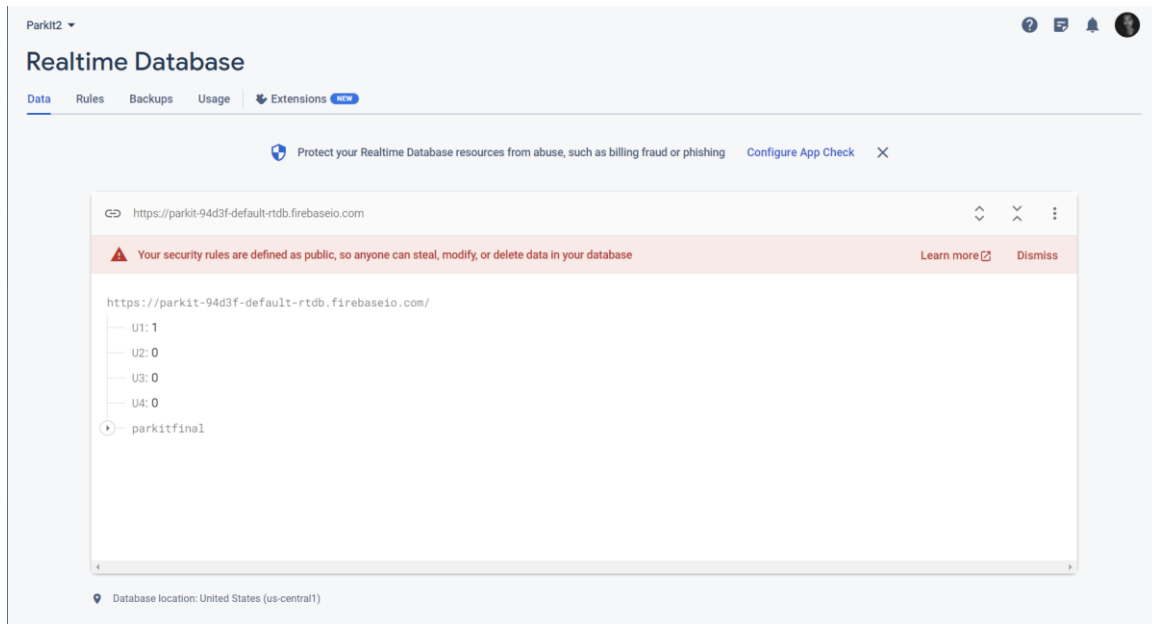 ParkIt2
Realtime Database
Data Rules Backups Usage Extensions NEW
Protect your Realtime Database resources from abuse, such as billing fraud or phishing Configure App Check
https://parkit-94d3f-default-rtdb.firebaseio.com
Your security rules are defined as public, so anyone can steal, modify, or delete data in your database Learn more Dismiss
https://parkit-94d3f-default-rtdb.firebaseio.com/
U1: 1
U2: 0
U3: 0
U4: 0
parkitfinal
Database location: United States (us-central1)